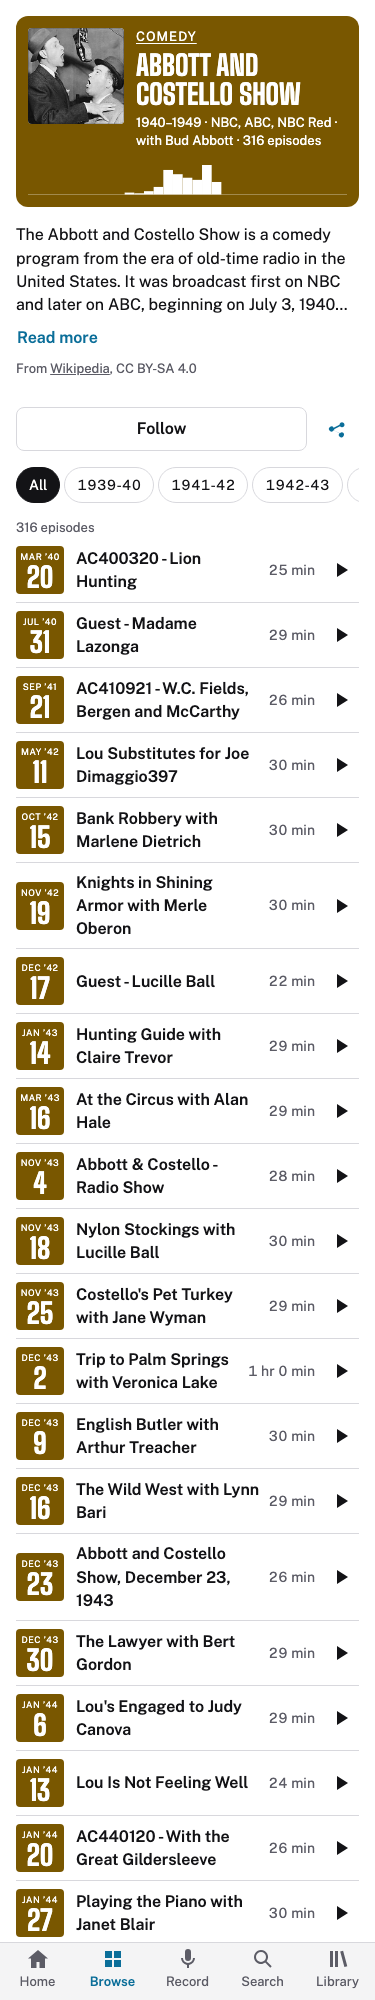 COMEDY
ABBOTT AND
COSTELLO SHOW
1940–1949 · NBC, ABC, NBC Red ·
with Bud Abbott · 316 episodes
The Abbott and Costello Show is a comedy
program from the era of old-time radio in the
United States. It was broadcast first on NBC
and later on ABC, beginning on July 3, 1940...
Read more
From Wikipedia, CC BY-SA 4.0
Follow
All
1939-40
1941-42
1942-43
316 episodes
MAR '40
20
AC400320 - Lion
Hunting
25 min
JUL '40
31
Guest - Madame
Lazonga
29 min
SEP '41
21
AC410921 - W.C. Fields,
Bergen and McCarthy
26 min
MAY '42
11
Lou Substitutes for Joe
Dimaggio397
30 min
OCT '42
15
Bank Robbery with
Marlene Dietrich
30 min
NOV '42
19
Knights in Shining
Armor with Merle
Oberon
30 min
DEC '42
17
Guest - Lucille Ball
22 min
JAN '43
14
Hunting Guide with
Claire Trevor
29 min
MAR '43
16
At the Circus with Alan
Hale
29 min
NOV '43
4
Abbott & Costello -
Radio Show
28 min
NOV '43
18
Nylon Stockings with
Lucille Ball
30 min
NOV '43
25
Costello's Pet Turkey
with Jane Wyman
29 min
DEC '43
2
Trip to Palm Springs
with Veronica Lake
1 hr 0 min
DEC '43
9
English Butler with
Arthur Treacher
30 min
DEC '43
16
The Wild West with Lynn
Bari
29 min
DEC '43
23
Abbott and Costello
Show, December 23,
1943
26 min
DEC '43
30
The Lawyer with Bert
Gordon
29 min
JAN '44
6
Lou's Engaged to Judy
Canova
29 min
JAN '44
13
Lou Is Not Feeling Well
24 min
JAN '44
20
AC440120 - With the
Great Gildersleeve
26 min
JAN '44
27
Playing the Piano with
Janet Blair
30 min
Home
Browse
Record
Search
Library